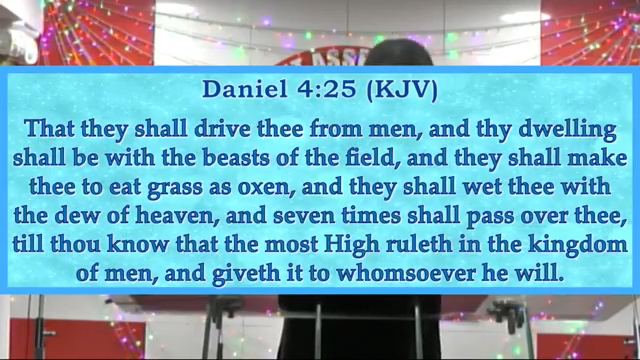 ASS
Daniel 4:25 (KJV)
That they shall drive thee from men, and thy dwelling
shall be with the beasts of the field, and they shall make
thee to eat grass as oxen, and they shall wet thee with
the dew of heaven, and seven times shall pass over thee,
till thou know that the most High ruleth in the kingdom
of men, and giveth it to whomsoever he will.